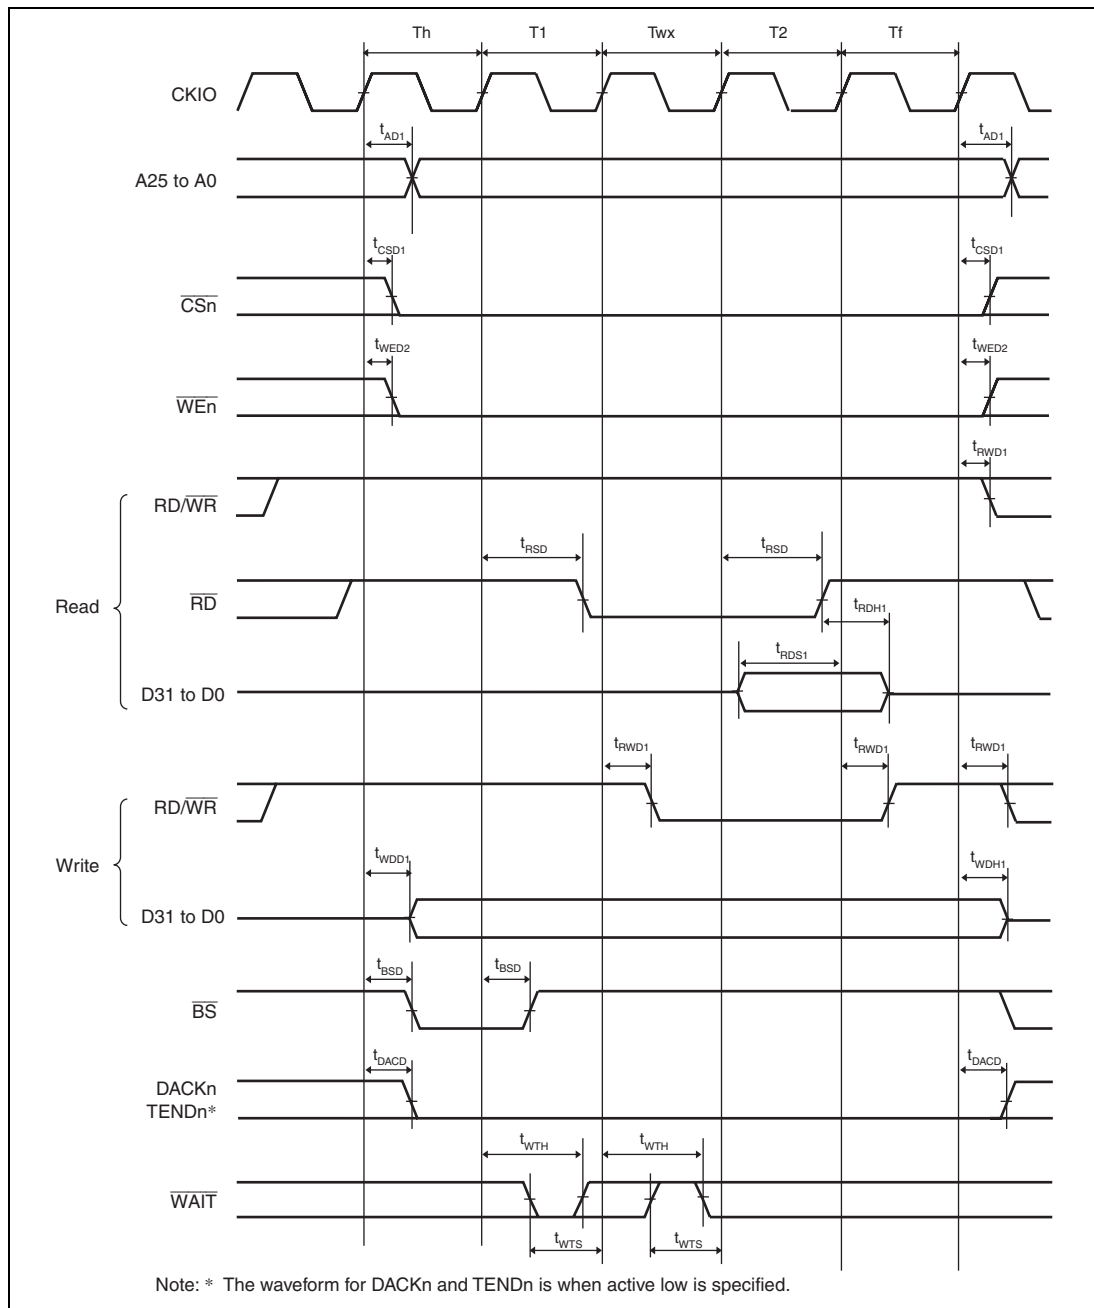 Th T1 Twx T2 Tf
CKIO
tAD1 tAD1
A25 to A0
tCSD1 tCSD1
CSn
tWED2 tWED2
WEn
tRWD1
RD/WR
tRSD tRSD
RD
tRDH1
Read
tRDS1
D31 to D0
tRWD1 tRWD1 tRWD1
RD/WR
Write
tWDD1 tWDH1
D31 to D0
tBSD tBSD
BS
tDACD tDACD
DACKn
TENDn*
tWTH tWTH
WAIT
tWTS tWTS
Note: * The waveform for DACKn and TENDn is when active low is specified.